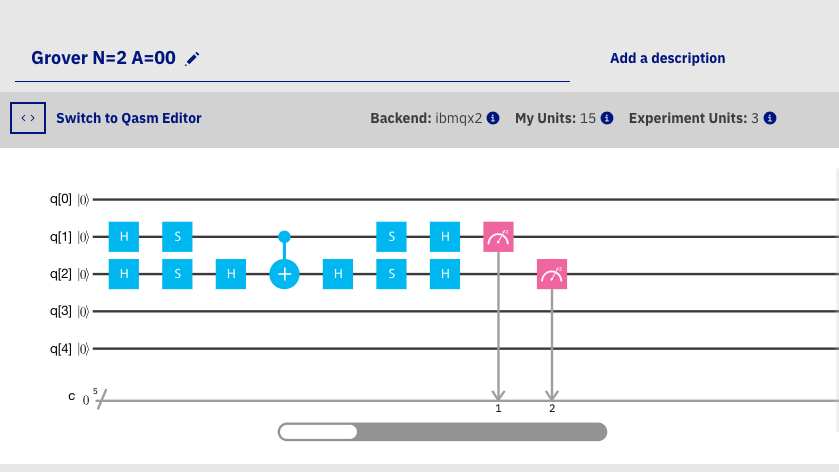 Grover N=2 A=00 Add a description
< > Switch to Qasm Editor Backend: ibmqx2 i My Units: 15 i Experiment Units: 3 i
q[0] |0⟩
q[1] |0⟩ H S S H z
q[2] |0⟩ H S H + H S H z
q[3] |0⟩
q[4] |0⟩
c 0 5
1 2